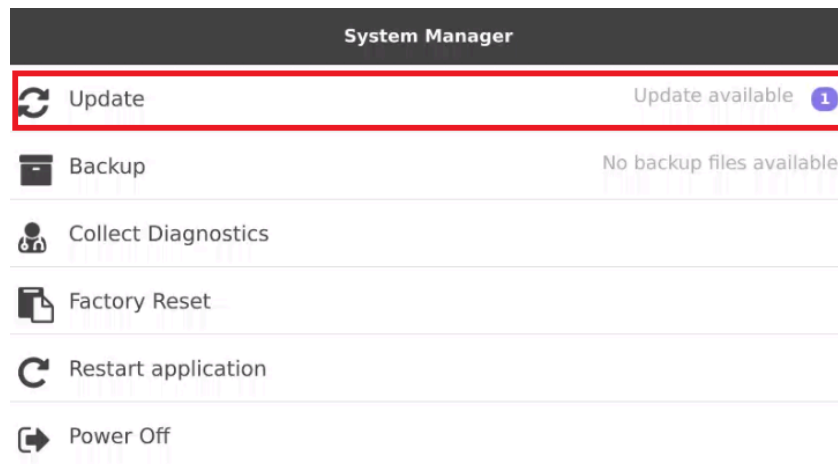 System Manager
Update Update available 1
Backup No backup files available
Collect Diagnostics
Factory Reset
Restart application
Power Off